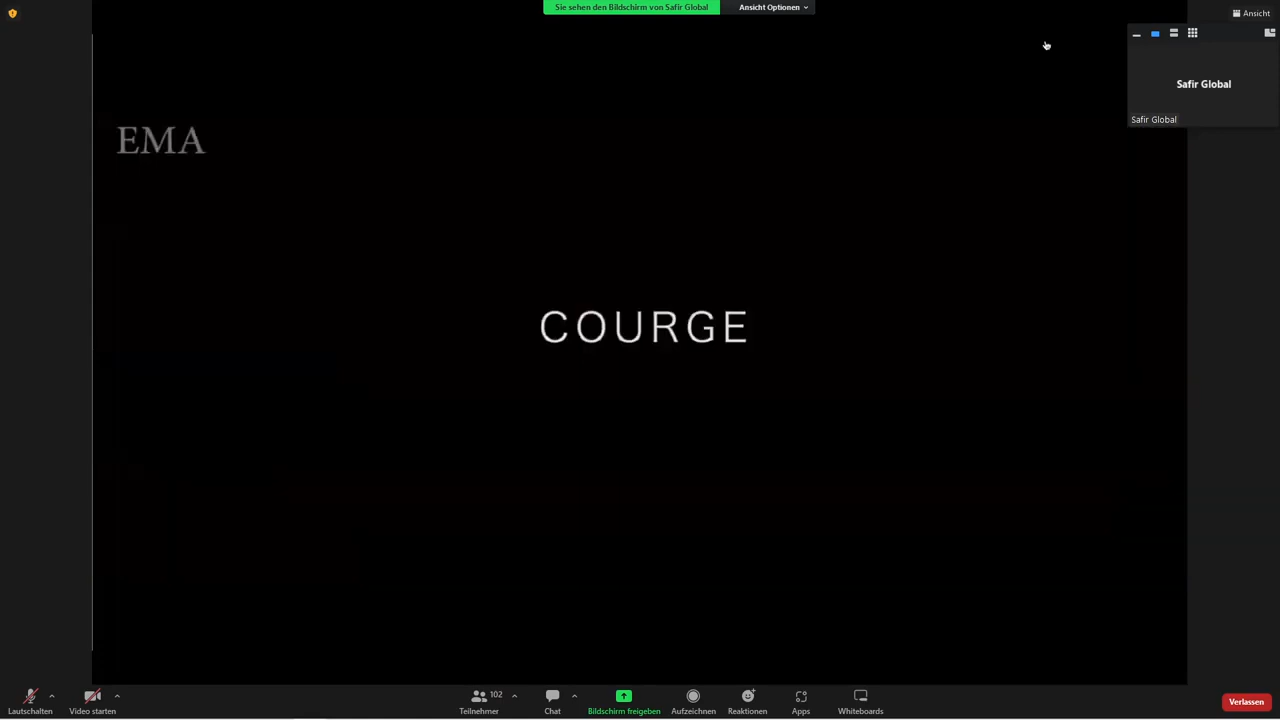 Sie sehen den Bildschirm von Safir Global
Ansicht Optionen
Ansicht
Safir Global
Safir Global
EMA
COURGE
Lautschalten
Video starten
102
Teilnehmer
Chat
Bildschirm freigeben
Aufzeichnen
Reaktionen
Apps
Whiteboards
Verlassen